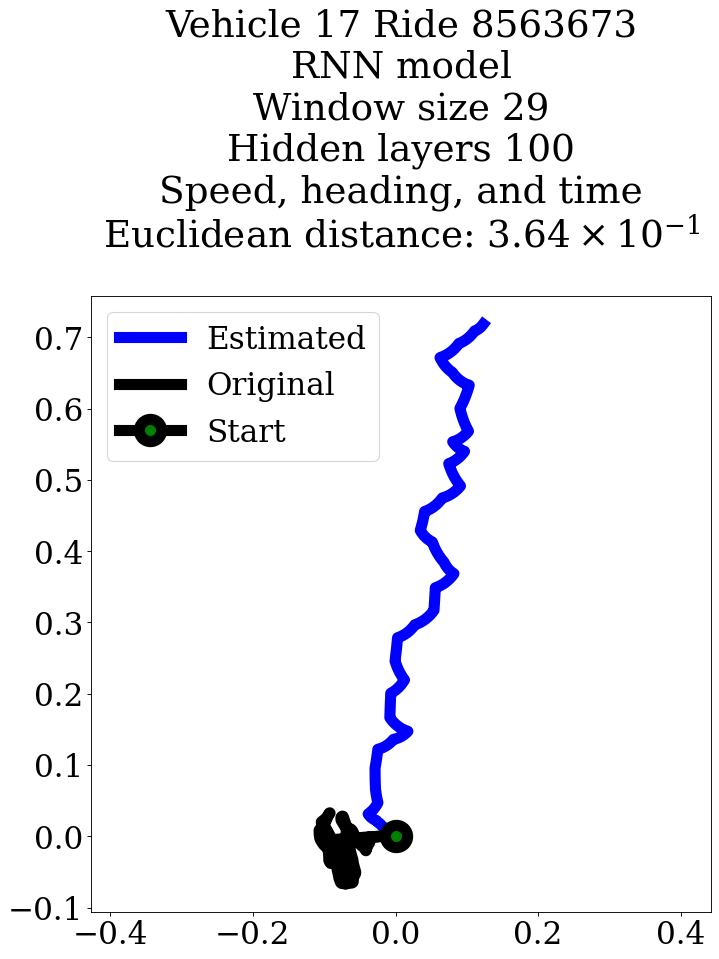 Vehicle 17 Ride 8563673
RNN model
Window size 29
Hidden layers 100
Speed, heading, and time
Euclidean distance: 3.64 × 10⁻¹
Estimated
Original
Start
0.7
0.6
0.5
0.4
0.3
0.2
0.1
0.0
−0.1
−0.4 −0.2 0.0 0.2 0.4